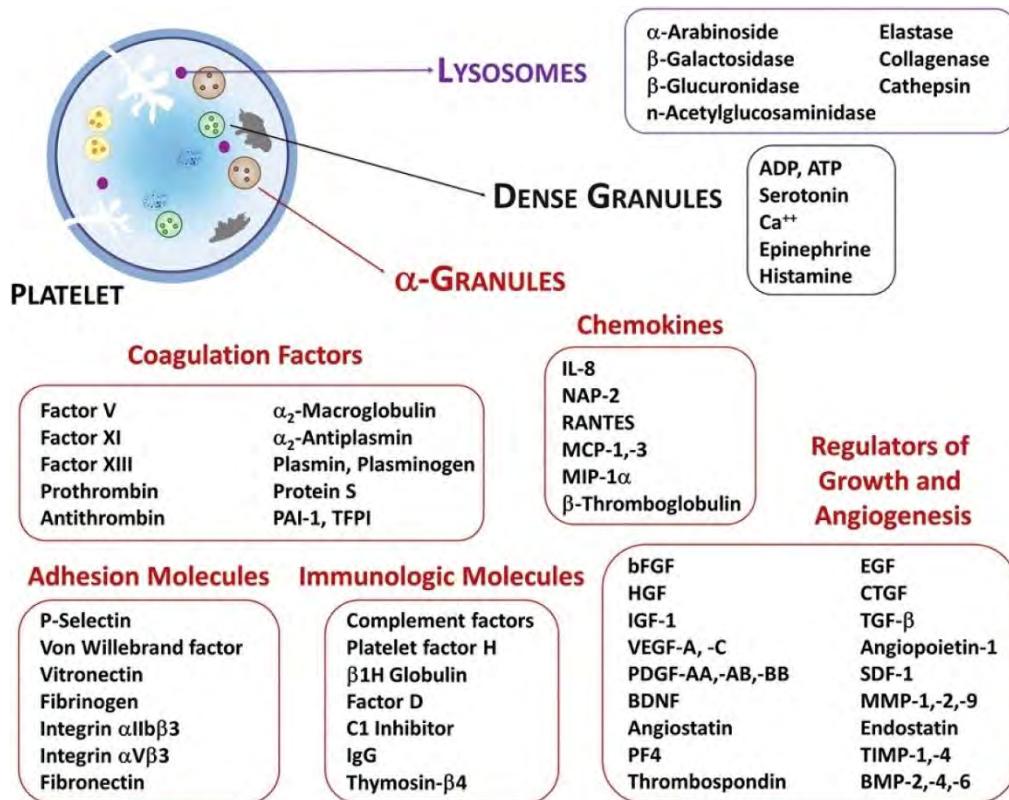 LYSOSOMES
α-Arabinoside Elastase
β-Galactosidase Collagenase
β-Glucuronidase Cathepsin
n-Acetylglucosaminidase
DENSE GRANULES
ADP, ATP
Serotonin
Ca⁺⁺
Epinephrine
Histamine
α-GRANULES
PLATELET
Coagulation Factors
Factor V α₂-Macroglobulin
Factor XI α₂-Antiplasmin
Factor XIII Plasmin, Plasminogen
Prothrombin Protein S
Antithrombin PAI-1, TFPI
Chemokines
IL-8
NAP-2
RANTES
MCP-1,-3
MIP-1α
β-Thromboglobulin
Adhesion Molecules
P-Selectin
Von Willebrand factor
Vitronectin
Fibrinogen
Integrin αIIbβ3
Integrin αVβ3
Fibronectin
Immunologic Molecules
Complement factors
Platelet factor H
β1H Globulin
Factor D
C1 Inhibitor
IgG
Thymosin-β4
Regulators of
Growth and
Angiogenesis
bFGF EGF
HGF CTGF
IGF-1 TGF-β
VEGF-A, -C Angiopoietin-1
PDGF-AA,-AB,-BB SDF-1
BDNF MMP-1,-2,-9
Angiostatin Endostatin
PF4 TIMP-1,-4
Thrombospondin BMP-2,-4,-6